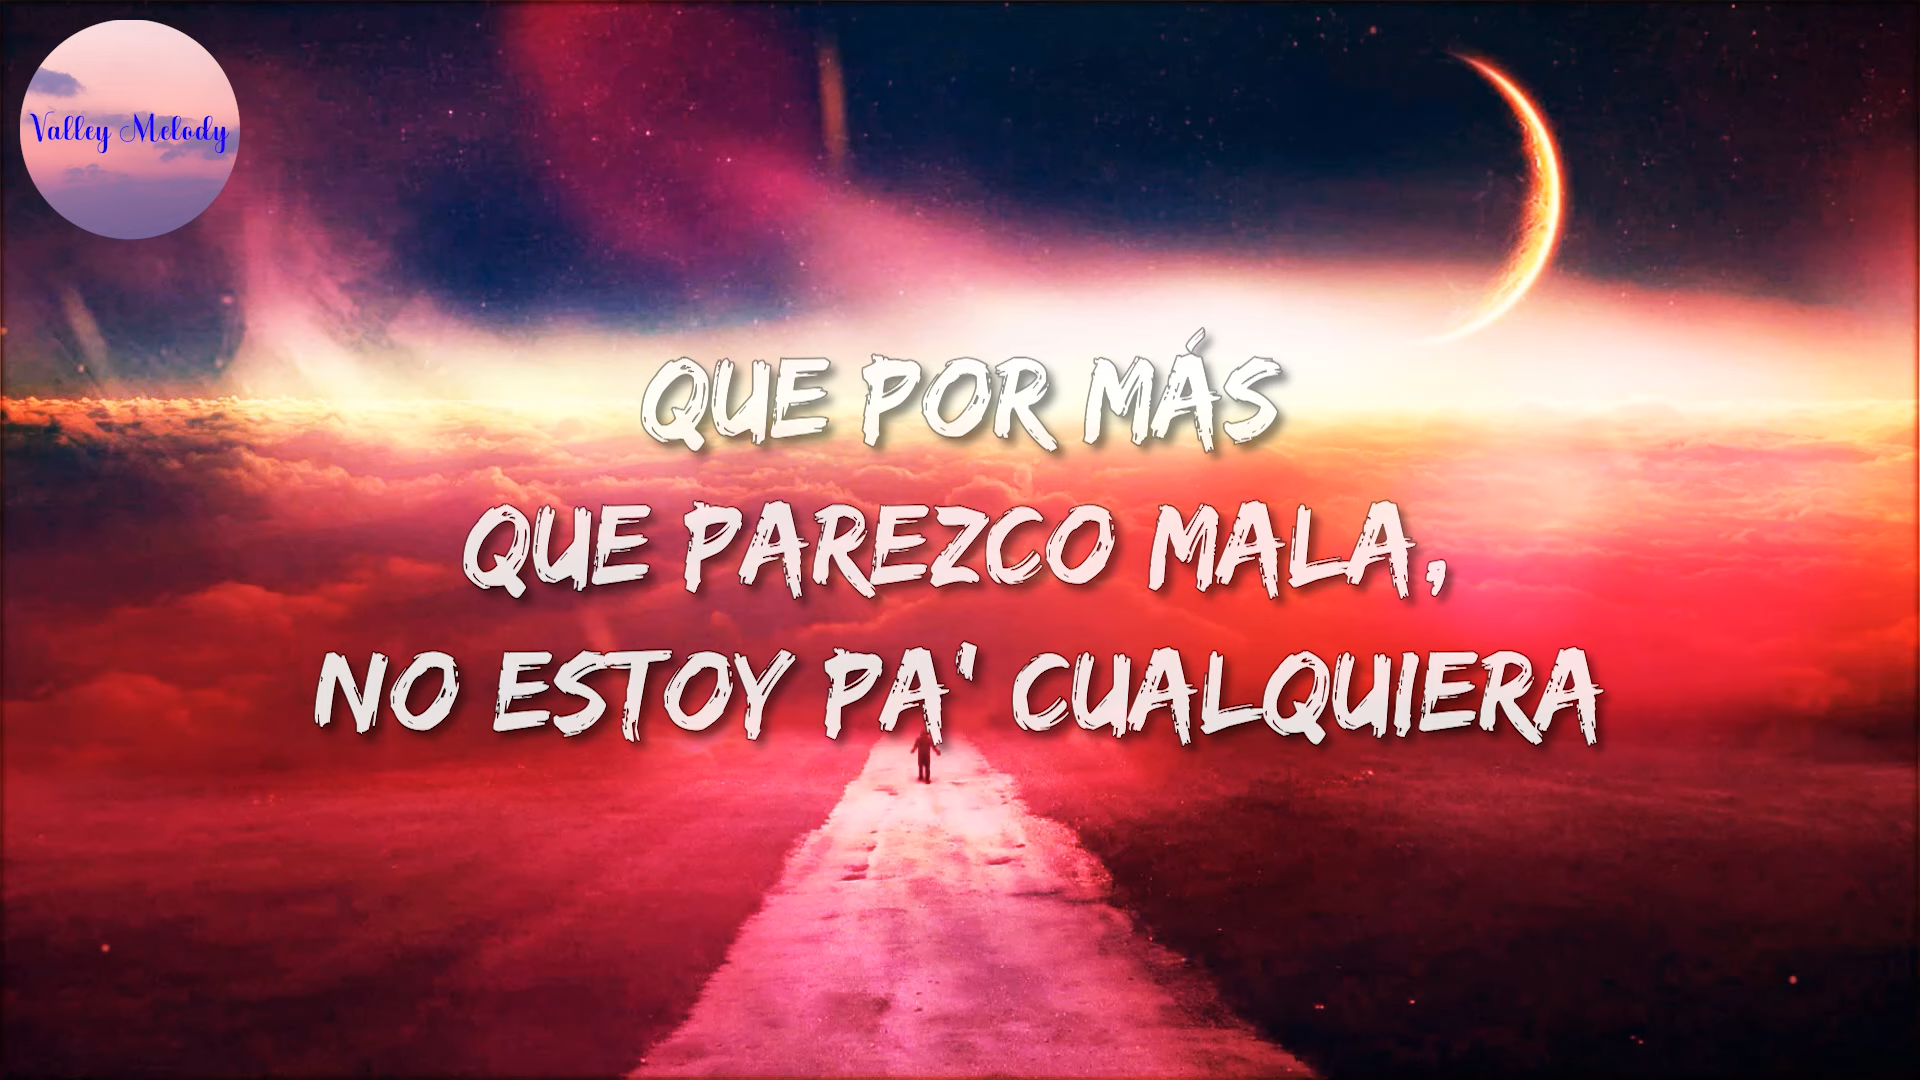 Valley Melody
QUE POR MÁS
QUE PAREZCO MALA,
NO ESTOY PA' CUALQUIERA